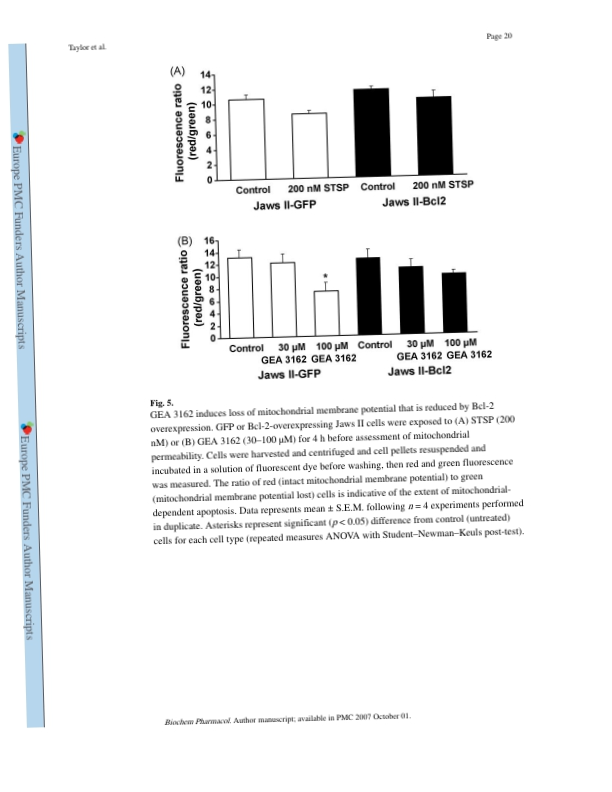 Taylor et al.
Page 20
Europe PMC Funders Author Manuscripts
Europe PMC Funders Author Manuscripts
(A)
Fluorescence ratio
(red/green)
14
12
10
8
6
4
2
0
Control 200 nM STSP Control 200 nM STSP
Jaws II-GFP Jaws II-Bcl2
(B)
Fluorescence ratio
(red/green)
16
14
12
10
8
6
4
2
0
*
Control 30 µM 100 µM Control 30 µM 100 µM
GEA 3162 GEA 3162 GEA 3162 GEA 3162
Jaws II-GFP Jaws II-Bcl2
Fig. 5.
GEA 3162 induces loss of mitochondrial membrane potential that is reduced by Bcl-2
overexpression. GFP or Bcl-2-overexpressing Jaws II cells were exposed to (A) STSP (200
nM) or (B) GEA 3162 (30–100 µM) for 4 h before assessment of mitochondrial
permeability. Cells were harvested and centrifuged and cell pellets resuspended and
incubated in a solution of fluorescent dye before washing, then red and green fluorescence
was measured. The ratio of red (intact mitochondrial membrane potential) to green
(mitochondrial membrane potential lost) cells is indicative of the extent of mitochondrial-
dependent apoptosis. Data represents mean ± S.E.M. following n = 4 experiments performed
in duplicate. Asterisks represent significant (p < 0.05) difference from control (untreated)
cells for each cell type (repeated measures ANOVA with Student–Newman–Keuls post-test).
Biochem Pharmacol. Author manuscript; available in PMC 2007 October 01.